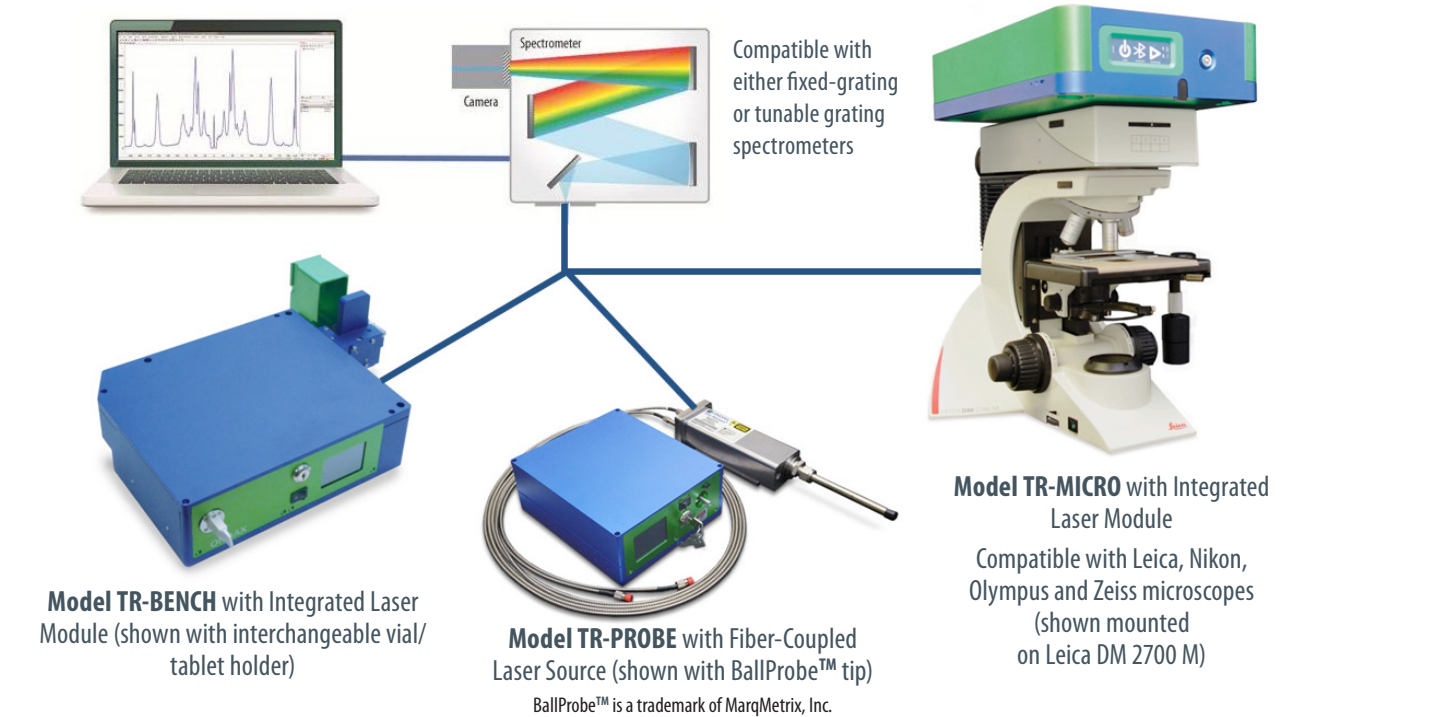 Spectrometer
Camera
Compatible with
either fixed-grating
or tunable grating
spectrometers
Model TR-BENCH with Integrated Laser
Module (shown with interchangeable vial/
tablet holder)
Model TR-PROBE with Fiber-Coupled
Laser Source (shown with BallProbe™ tip)
BallProbe™ is a trademark of MarqMetrix, Inc.
Leica
Model TR-MICRO with Integrated
Laser Module
Compatible with Leica, Nikon,
Olympus and Zeiss microscopes
(shown mounted
on Leica DM 2700 M)